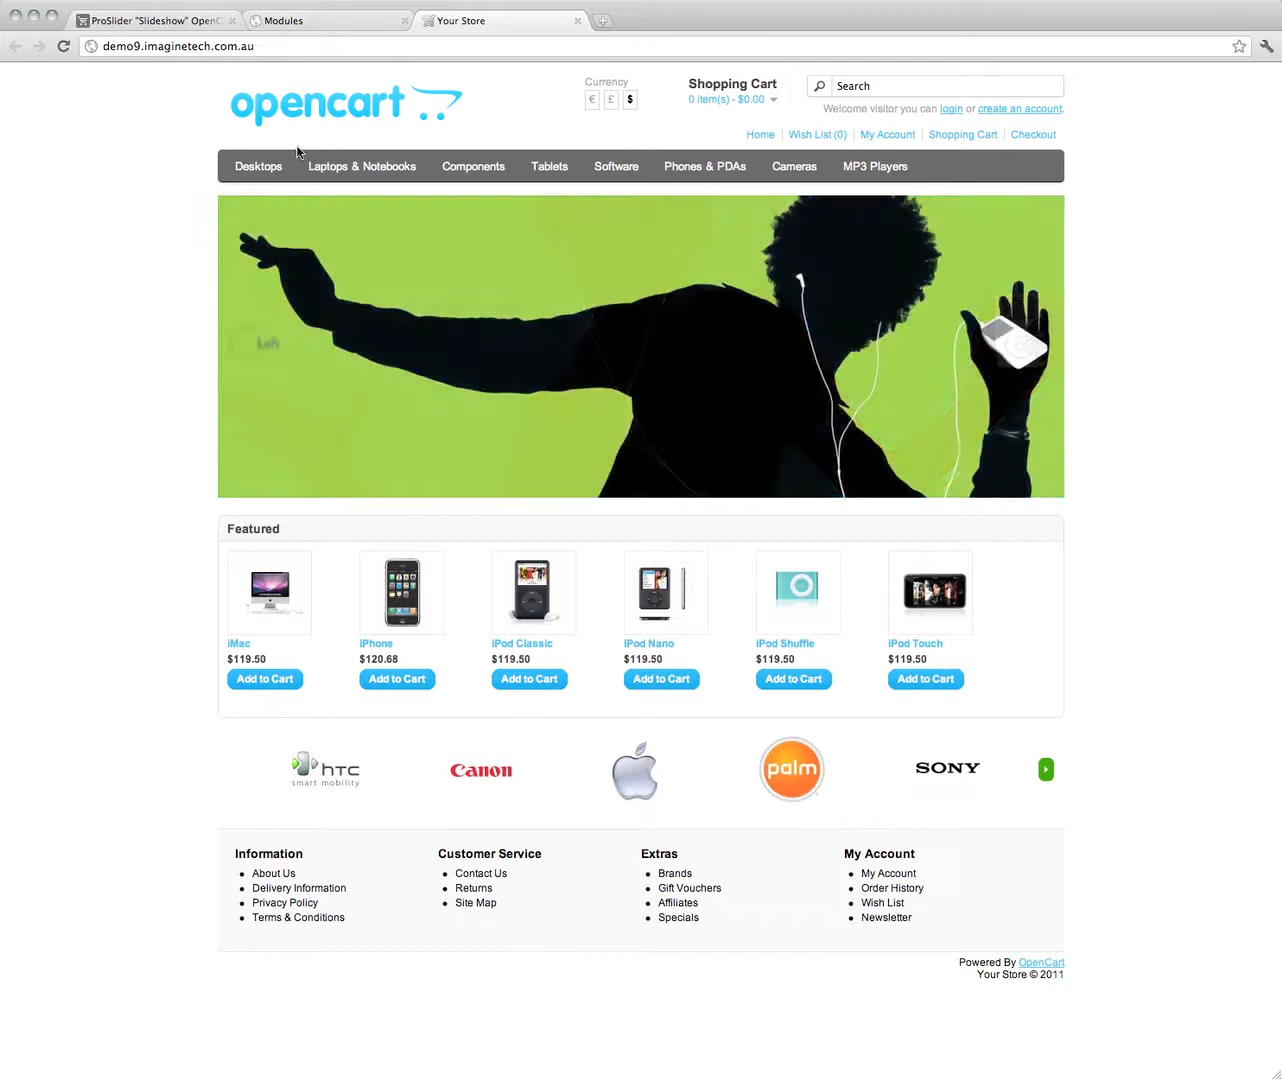 ProSlider "Slideshow" OpenC
Modules
Your Store
demo9.imaginetech.com.au
opencart
Currency
€ £ $
Shopping Cart
0 item(s) - $0.00
Search
Welcome visitor you can login or create an account.
Home Wish List (0) My Account Shopping Cart Checkout
Desktops Laptops & Notebooks Components Tablets Software Phones & PDAs Cameras MP3 Players
Left
Featured
iMac
$119.50
Add to Cart
iPhone
$120.68
Add to Cart
iPod Classic
$119.50
Add to Cart
iPod Nano
$119.50
Add to Cart
iPod Shuffle
$119.50
Add to Cart
iPod Touch
$119.50
Add to Cart
hTC
smart mobility
Canon
palm
SONY
Information
About Us
Delivery Information
Privacy Policy
Terms & Conditions
Customer Service
Contact Us
Returns
Site Map
Extras
Brands
Gift Vouchers
Affiliates
Specials
My Account
My Account
Order History
Wish List
Newsletter
Powered By OpenCart
Your Store © 2011